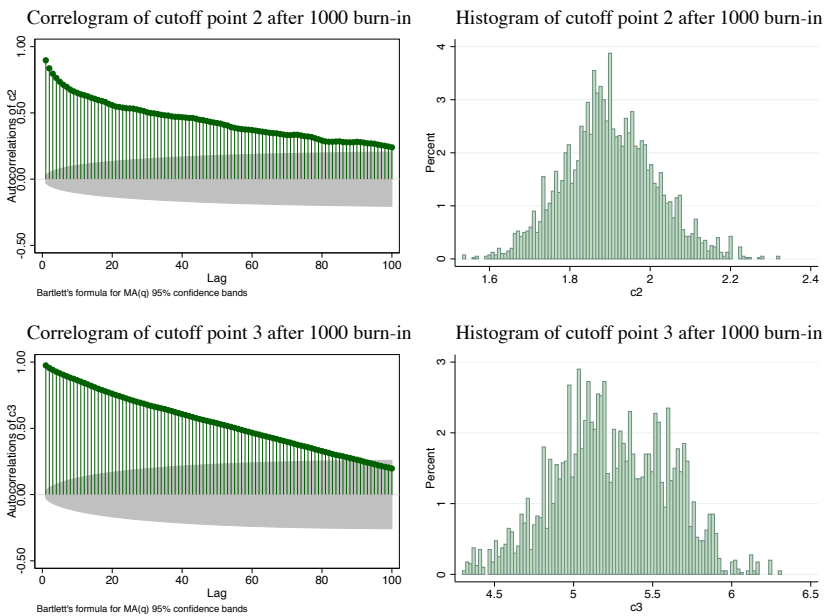 Correlogram of cutoff point 2 after 1000 burn-in
Autocorrelations of c2
1.00
0.50
0.00
-0.50
0 20 40 60 80 100
Lag
Bartlett's formula for MA(q) 95% confidence bands
Histogram of cutoff point 2 after 1000 burn-in
Percent
4
3
2
1
0
1.6 1.8 2 2.2 2.4
c2
Correlogram of cutoff point 3 after 1000 burn-in
Autocorrelations of c3
1.00
0.50
0.00
-0.50
0 20 40 60 80 100
Lag
Bartlett's formula for MA(q) 95% confidence bands
Histogram of cutoff point 3 after 1000 burn-in
Percent
3
2
1
0
4.5 5 5.5 6 6.5
c3